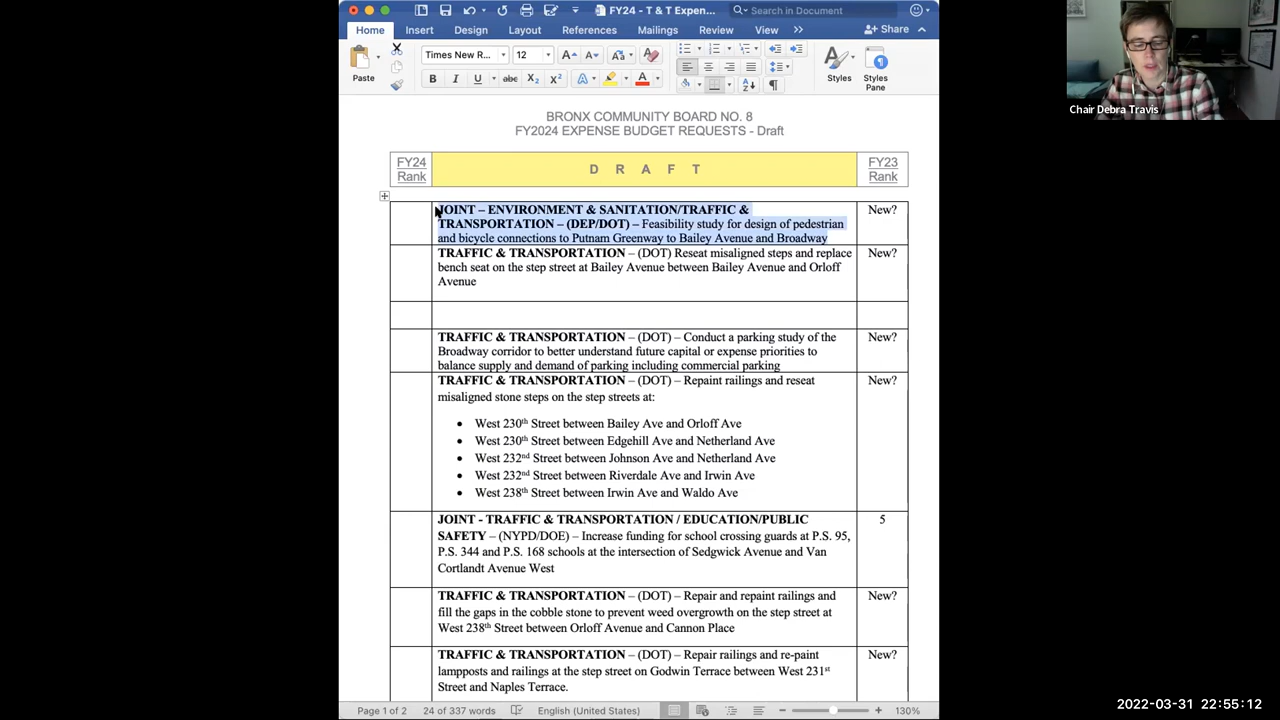 FY24 - T & T Expen...
Search in Document
Home
Insert
Design
Layout
References
Mailings
Review
View
Share
Paste
Times New R...
12
Styles
Styles
Pane
BRONX COMMUNITY BOARD NO. 8
FY2024 EXPENSE BUDGET REQUESTS - Draft
FY24
Rank
D R A F T
FY23
Rank
JOINT – ENVIRONMENT & SANITATION/TRAFFIC &
TRANSPORTATION – (DEP/DOT) – Feasibility study for design of pedestrian
and bicycle connections to Putnam Greenway to Bailey Avenue and Broadway
New?
TRAFFIC & TRANSPORTATION – (DOT) Reseat misaligned steps and replace
bench seat on the step street at Bailey Avenue between Bailey Avenue and Orloff
Avenue
New?
TRAFFIC & TRANSPORTATION – (DOT) – Conduct a parking study of the
Broadway corridor to better understand future capital or expense priorities to
balance supply and demand of parking including commercial parking
New?
TRAFFIC & TRANSPORTATION – (DOT) – Repaint railings and reseat
misaligned stone steps on the step streets at:
New?
• West 230th Street between Bailey Ave and Orloff Ave
• West 230th Street between Edgehill Ave and Netherland Ave
• West 232nd Street between Johnson Ave and Netherland Ave
• West 232nd Street between Riverdale Ave and Irwin Ave
• West 238th Street between Irwin Ave and Waldo Ave
JOINT - TRAFFIC & TRANSPORTATION / EDUCATION/PUBLIC
SAFETY – (NYPD/DOE) – Increase funding for school crossing guards at P.S. 95,
P.S. 344 and P.S. 168 schools at the intersection of Sedgwick Avenue and Van
Cortlandt Avenue West
5
TRAFFIC & TRANSPORTATION – (DOT) – Repair and repaint railings and
fill the gaps in the cobble stone to prevent weed overgrowth on the step street at
West 238th Street between Orloff Avenue and Cannon Place
New?
TRAFFIC & TRANSPORTATION – (DOT) – Repair railings and re-paint
lampposts and railings at the step street on Godwin Terrace between West 231st
Street and Naples Terrace.
New?
Page 1 of 2
24 of 337 words
English (United States)
130%
Chair Debra Travis
2022-03-31 22:55:12